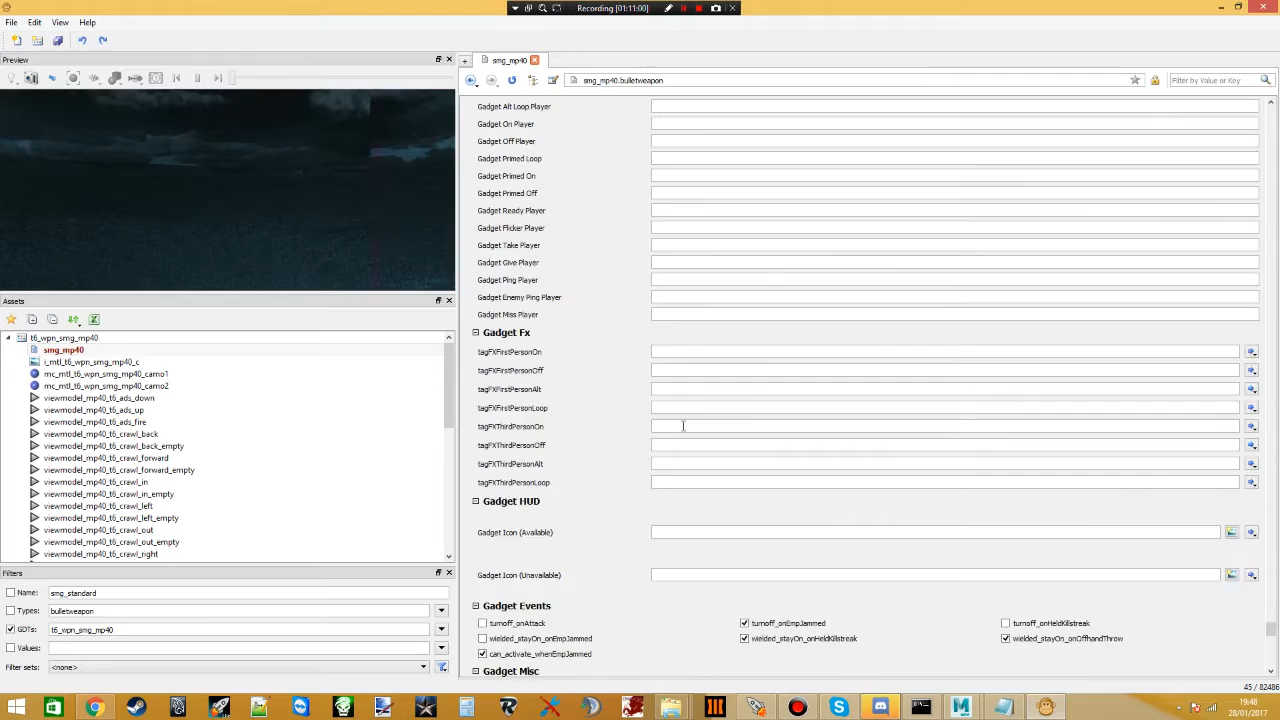 Recording [01:11:00]
File Edit View Help
Preview
smg_mp40
smg_mp40.bulletweapon
Filter by Value or Key
Gadget Alt Loop Player
Gadget On Player
Gadget Off Player
Gadget Primed Loop
Gadget Primed On
Gadget Primed Off
Gadget Ready Player
Gadget Flicker Player
Gadget Take Player
Gadget Give Player
Gadget Ping Player
Gadget Enemy Ping Player
Gadget Miss Player
Gadget Fx
tagFXFirstPersonOn
tagFXFirstPersonOff
tagFXFirstPersonAlt
tagFXFirstPersonLoop
tagFXThirdPersonOn
tagFXThirdPersonOff
tagFXThirdPersonAlt
tagFXThirdPersonLoop
Gadget HUD
Gadget Icon (Available)
Gadget Icon (Unavailable)
Gadget Events
turnoff_onAttack turnoff_onEmpJammed turnoff_onHeldKillstreak
wielded_stayOn_onEmpJammed wielded_stayOn_onHeldKillstreak wielded_stayOn_onOffhandThrow
can_activate_whenEmpJammed
Gadget Misc
Assets
t6_wpn_smg_mp40
smg_mp40
i_mtl_t6_wpn_smg_mp40_c
mc_mtl_t6_wpn_smg_mp40_camo1
mc_mtl_t6_wpn_smg_mp40_camo2
viewmodel_mp40_t6_ads_down
viewmodel_mp40_t6_ads_up
viewmodel_mp40_t6_ads_fire
viewmodel_mp40_t6_crawl_back
viewmodel_mp40_t6_crawl_back_empty
viewmodel_mp40_t6_crawl_forward
viewmodel_mp40_t6_crawl_forward_empty
viewmodel_mp40_t6_crawl_in
viewmodel_mp40_t6_crawl_in_empty
viewmodel_mp40_t6_crawl_left
viewmodel_mp40_t6_crawl_left_empty
viewmodel_mp40_t6_crawl_out
viewmodel_mp40_t6_crawl_out_empty
viewmodel_mp40_t6_crawl_right
Filters
Name: smg_standard
Types: bulletweapon
GDTs: t6_wpn_smg_mp40
Values:
Filter sets: <none>
45 / 82486
19:48
28/01/2017